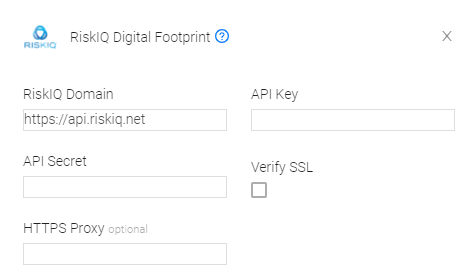 RISKIQ
RiskIQ Digital Footprint ?
X
RiskIQ Domain
API Key
https://api.riskiq.net
API Secret
Verify SSL
HTTPS Proxy optional